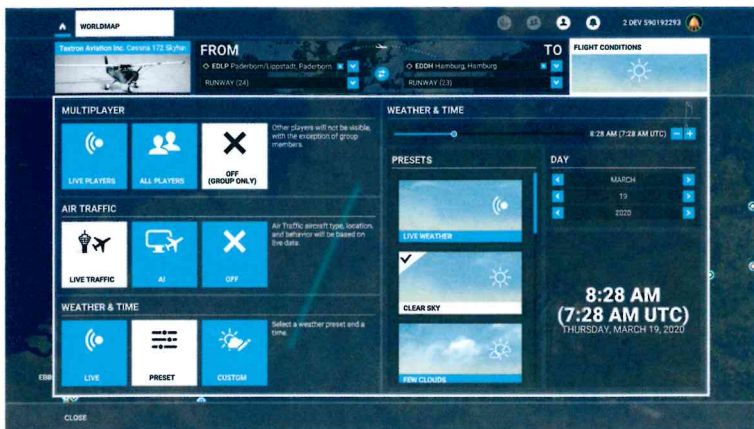 WORLDMAP
2 DEV 590192293
Textron Aviation Inc. Cessna 172 Skyhawk
FROM
EDLP Paderborn/Lippstadt, Paderborn
RUNWAY (24)
TO
EDDH Hamburg, Hamburg
RUNWAY (23)
FLIGHT CONDITIONS
MULTIPLAYER
LIVE PLAYERS
ALL PLAYERS
OFF
(GROUP ONLY)
Other players will not be visible,
with the exception of group
members.
AIR TRAFFIC
LIVE TRAFFIC
AI
OFF
Air Traffic aircraft type, location,
and behavior will be based on
live data.
WEATHER & TIME
LIVE
PRESET
CUSTOM
Select a weather preset and a
time.
WEATHER & TIME
8:28 AM (7:28 AM UTC)
PRESETS
LIVE WEATHER
CLEAR SKY
FEW CLOUDS
DAY
MARCH
19
2020
8:28 AM
(7:28 AM UTC)
THURSDAY, MARCH 19, 2020
CLOSE